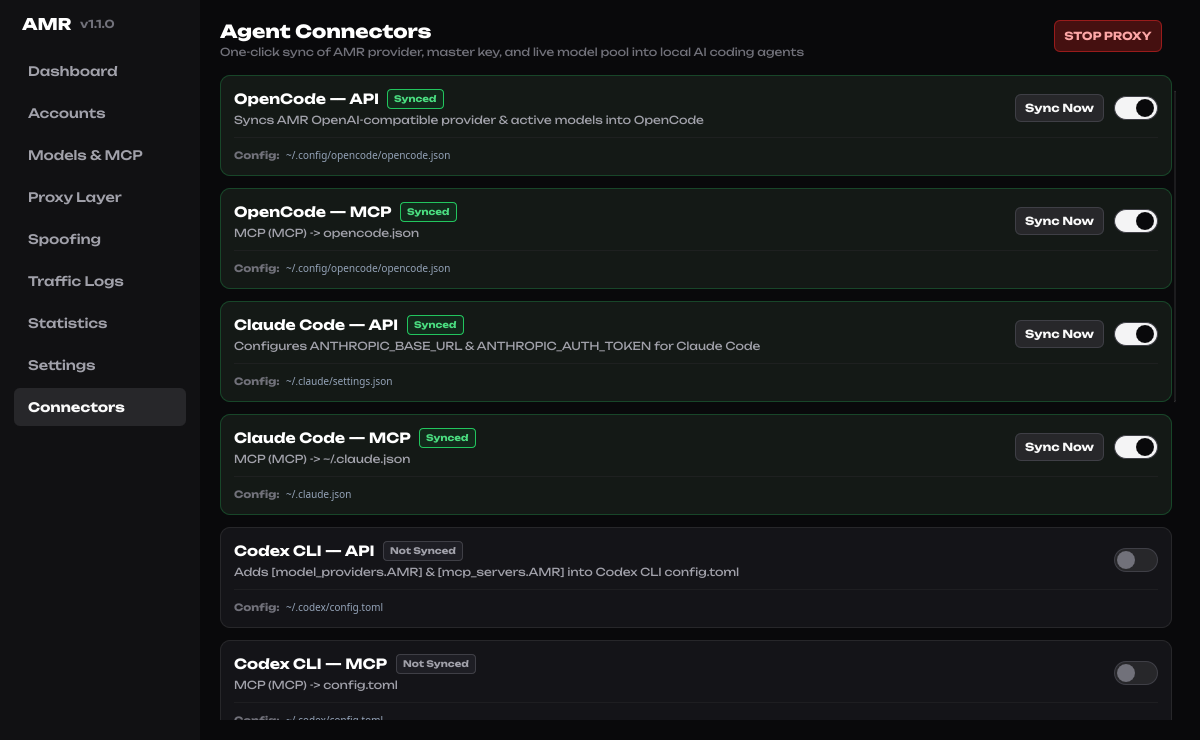 AMR v1.1.0
Dashboard
Accounts
Models & MCP
Proxy Layer
Spoofing
Traffic Logs
Statistics
Settings
Connectors
Agent Connectors
One-click sync of AMR provider, master key, and live model pool into local AI coding agents
STOP PROXY
OpenCode — API Synced
Syncs AMR OpenAI-compatible provider & active models into OpenCode
Sync Now
Config: ~/.config/opencode/opencode.json
OpenCode — MCP Synced
MCP (MCP) -> opencode.json
Sync Now
Config: ~/.config/opencode/opencode.json
Claude Code — API Synced
Configures ANTHROPIC_BASE_URL & ANTHROPIC_AUTH_TOKEN for Claude Code
Sync Now
Config: ~/.claude/settings.json
Claude Code — MCP Synced
MCP (MCP) -> ~/.claude.json
Sync Now
Config: ~/.claude.json
Codex CLI — API Not Synced
Adds [model_providers.AMR] & [mcp_servers.AMR] into Codex CLI config.toml
Config: ~/.codex/config.toml
Codex CLI — MCP Not Synced
MCP (MCP) -> config.toml
Config: ~/.codex/config.toml